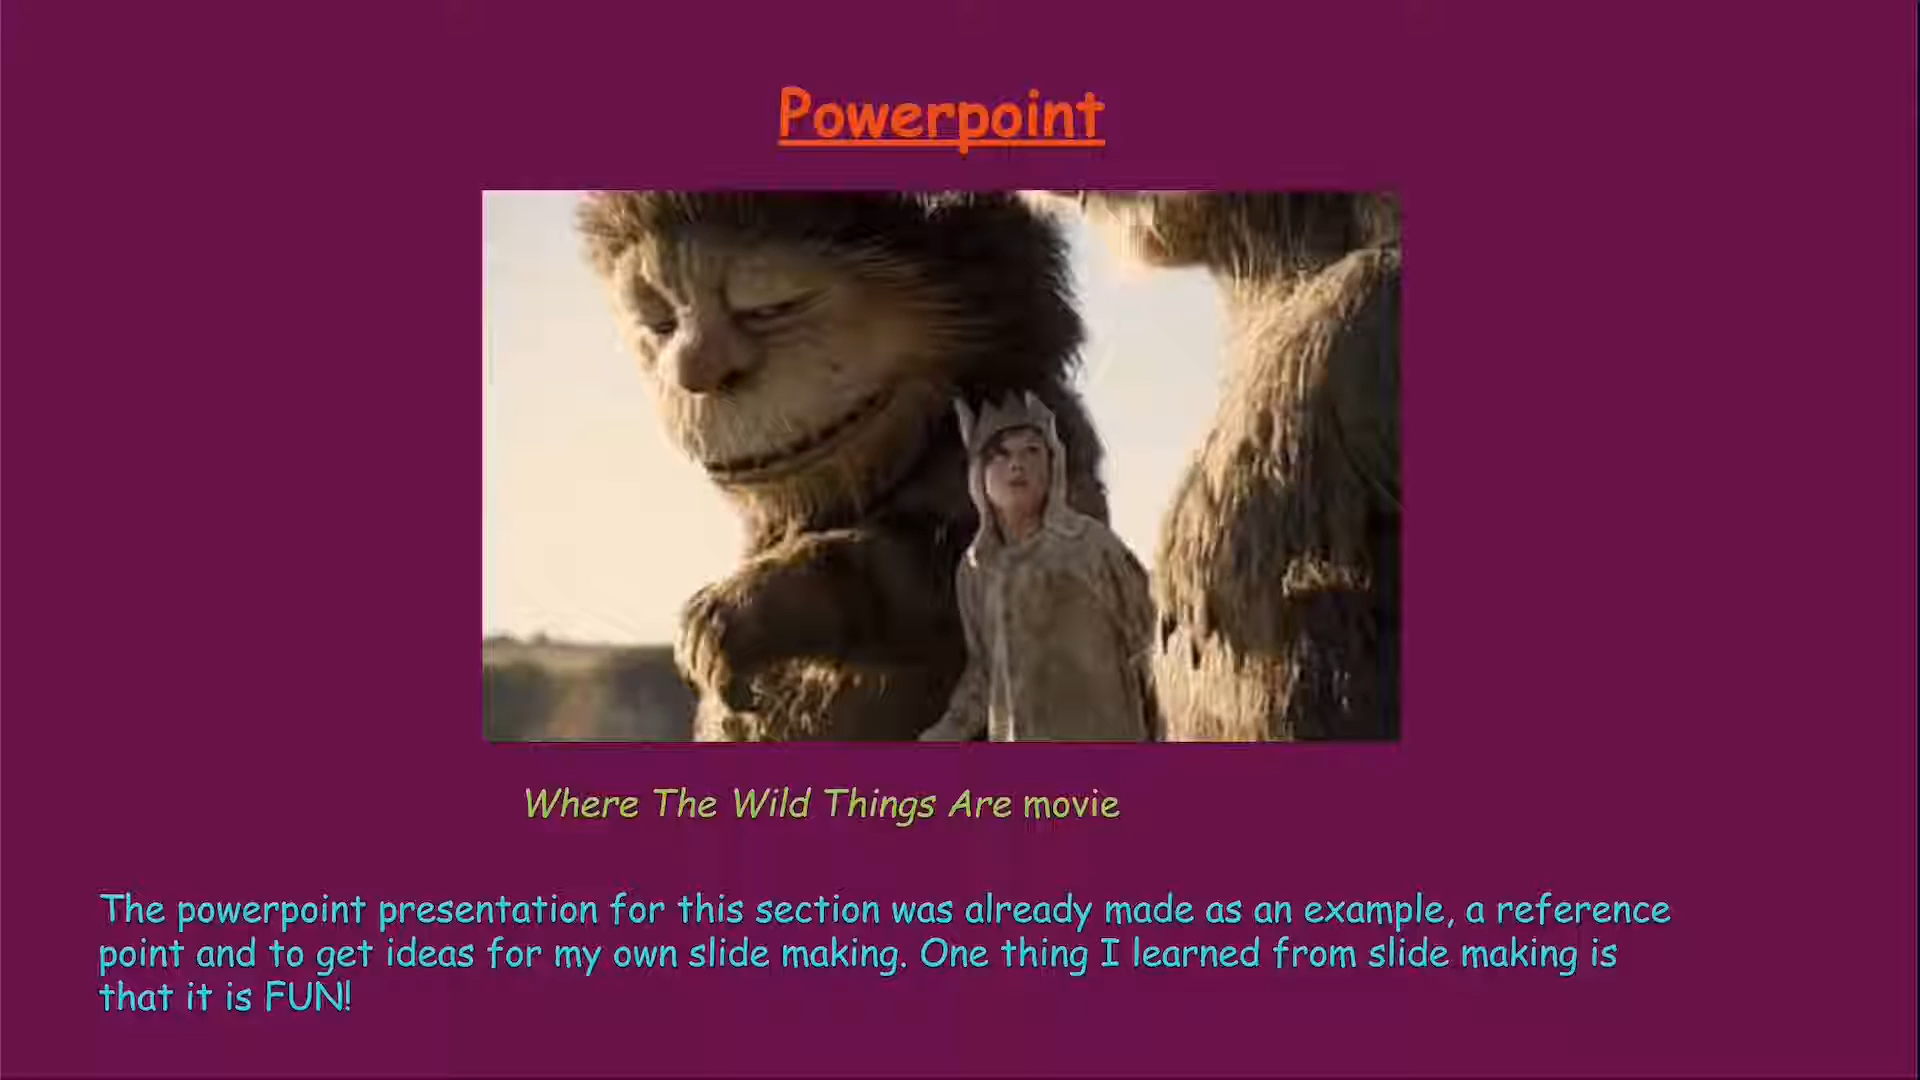 Powerpoint
Where The Wild Things Are movie
The powerpoint presentation for this section was already made as an example, a reference
point and to get ideas for my own slide making. One thing I learned from slide making is
that it is FUN!